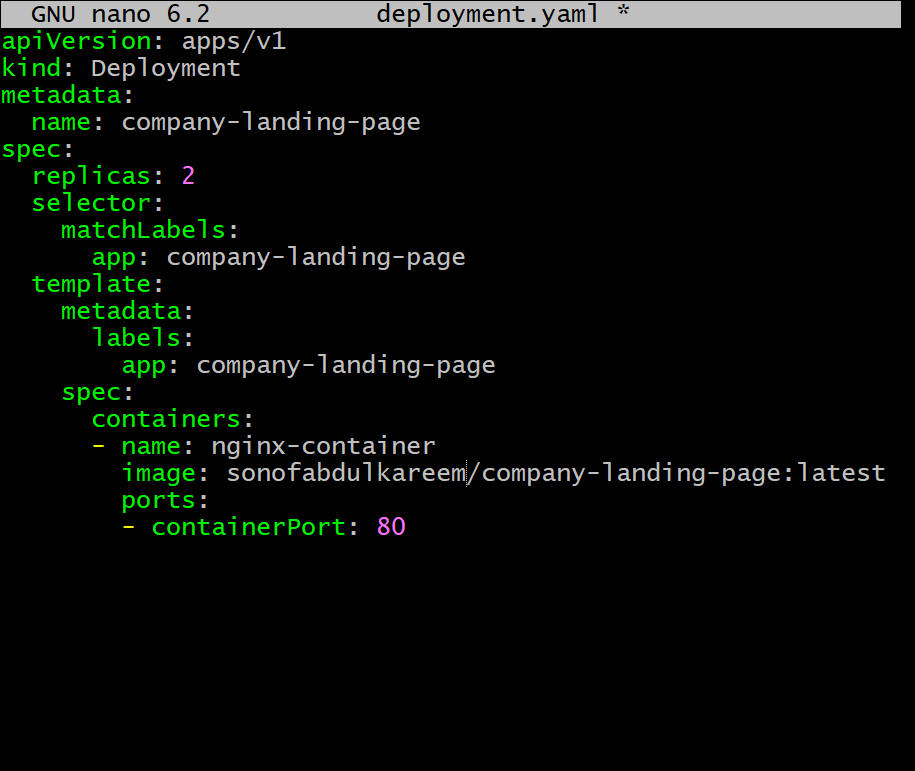 GNU nano 6.2 deployment.yaml *
apiVersion: apps/v1
kind: Deployment
metadata:
  name: company-landing-page
spec:
  replicas: 2
  selector:
    matchLabels:
      app: company-landing-page
  template:
    metadata:
      labels:
        app: company-landing-page
    spec:
      containers:
      - name: nginx-container
        image: sonofabdulkareem/company-landing-page:latest
        ports:
        - containerPort: 80